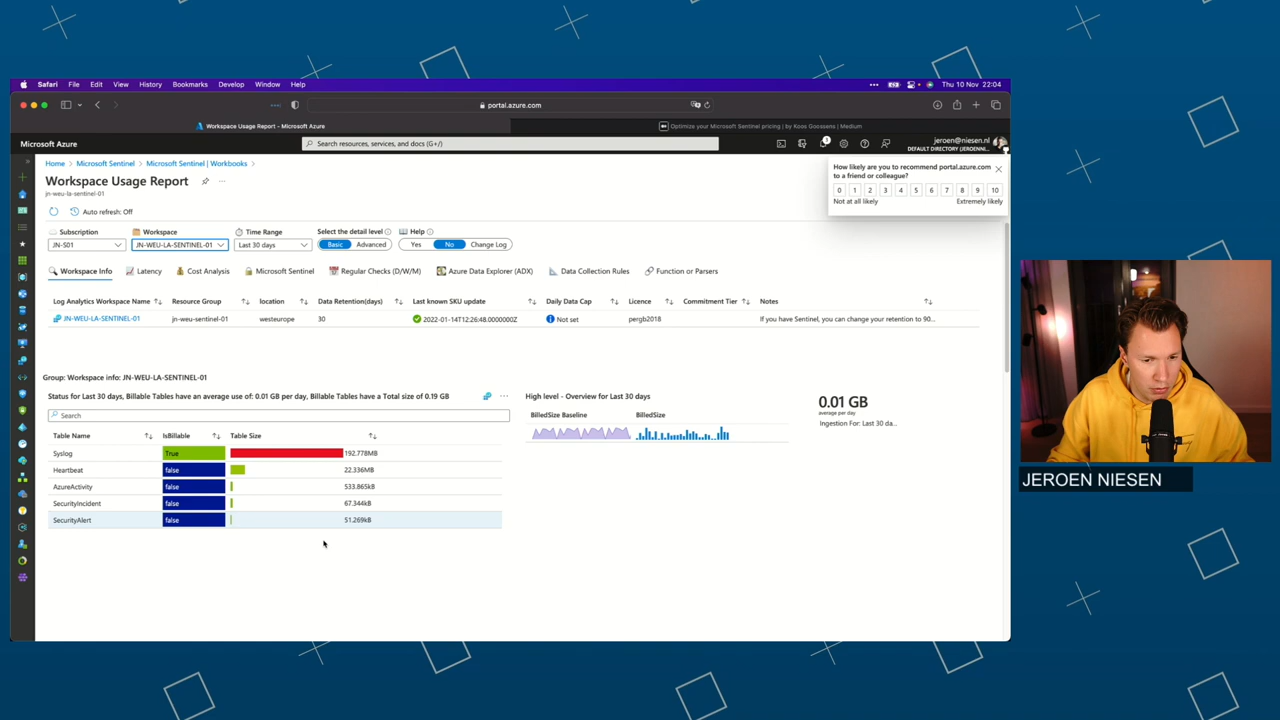 Safari File Edit View History Bookmarks Develop Window Help
Thu 10 Nov 22:04
portal.azure.com
Workspace Usage Report - Microsoft Azure
Optimize your Microsoft Sentinel pricing | by Koos Goossens | Medium
Microsoft Azure
Search resources, services, and docs (G+/)
jeroen@niesen.nl
DEFAULT DIRECTORY (JEROENNI...
Home > Microsoft Sentinel > Microsoft Sentinel | Workbooks >
How likely are you to recommend portal.azure.com
to a friend or colleague?
0 1 2 3 4 5 6 7 8 9 10
Not at all likely Extremely likely
Workspace Usage Report
jn-weu-la-sentinel-01
Auto refresh: Off
Subscription Workspace Time Range Select the detail level Help
JN-S01 JN-WEU-LA-SENTINEL-01 Last 30 days Basic Advanced Yes No Change Log
Workspace Info Latency Cost Analysis Microsoft Sentinel Regular Checks (D/W/M) Azure Data Explorer (ADX) Data Collection Rules Function or Parsers
Log Analytics Workspace Name Resource Group location Data Retention(days) Last known SKU update Daily Data Cap Licence Commitment Tier Notes
JN-WEU-LA-SENTINEL-01 jn-weu-sentinel-01 westeurope 30 2022-01-14T12:26:48.0000000Z Not set pergb2018 If you have Sentinel, you can change your retention to 90...
Group: Workspace info: JN-WEU-LA-SENTINEL-01
Status for Last 30 days, Billable Tables have an average use of: 0.01 GB per day, Billable Tables have a Total size of 0.19 GB
Search
Table Name IsBillable Table Size
Syslog True 192.778MB
Heartbeat false 22.336MB
AzureActivity false 533.865kB
SecurityIncident false 67.344kB
SecurityAlert false 51.269kB
High level - Overview for Last 30 days
BilledSize Baseline BilledSize
0.01 GB
average per day
Ingestion For: Last 30 da...
JEROEN NIESEN